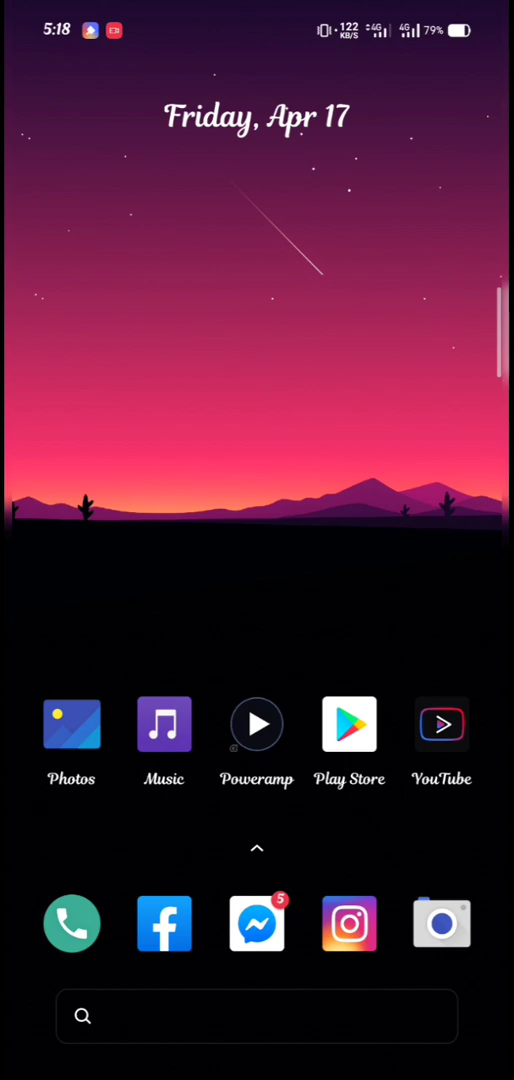 5:18
122 KB/S 4G 4G 79%
Friday, Apr 17
Photos Music Poweramp Play Store YouTube
5